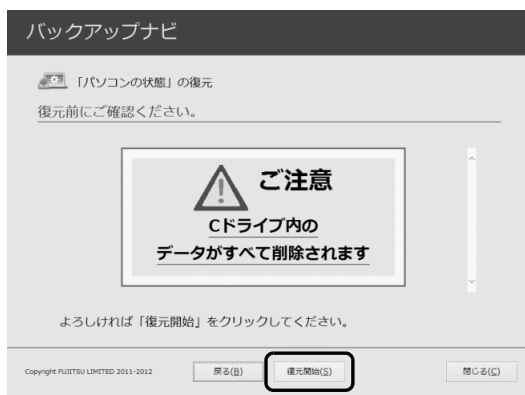 バックアップナビ
「パソコンの状態」の復元
復元前にご確認ください。
ご注意
Cドライブ内の
データがすべて削除されます
よろしければ「復元開始」をクリックしてください。
Copyright FUJITSU LIMITED 2011-2012
戻る(B)
復元開始(S)
閉じる(C)